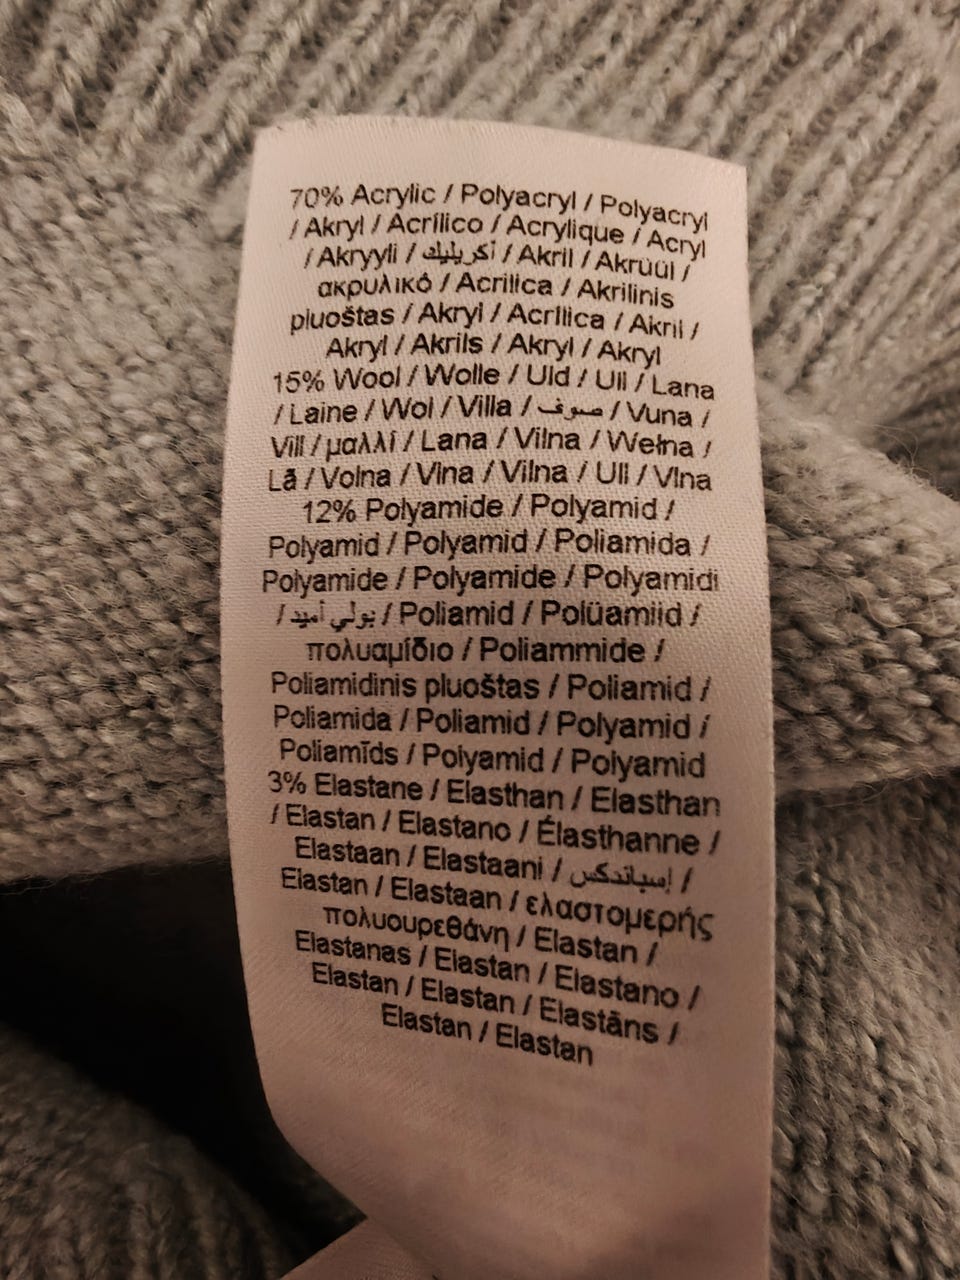 70% Acrylic / Polyacryl / Polyacryl
/ Akryl / Acrílico / Acrylique / Acryl
/ Akryyli / أكريليك / Akril / Akrüül /
ακρυλικό / Acrilica / Akrilinis
pluoštas / Akryl / Acrílica / Akril /
Akryl / Akrils / Akryl / Akryl
15% Wool / Wolle / Uld / Ull / Lana
/ Laine / Wol / Villa / صوف / Vuna /
Vill / μαλλί / Lana / Vilna / Wełna /
Lã / Volna / Vlna / Vilna / Ull / Vlna
12% Polyamide / Polyamid /
Polyamid / Polyamid / Poliamida /
Polyamide / Polyamide / Polyamidi
/ بولي أميد / Poliamid / Polüamiid /
πολυαμίδιο / Poliammide /
Poliamidinis pluoštas / Poliamid /
Poliamida / Poliamid / Polyamid /
Poliamīds / Polyamid / Polyamid
3% Elastane / Elasthan / Elasthan
/ Elastan / Elastano / Élasthanne /
Elastaan / Elastaani / إسباندكس /
Elastan / Elastaan / ελαστομερής
πολυουρεθάνη / Elastan /
Elastanas / Elastan / Elastano /
Elastan / Elastan / Elastāns /
Elastan / Elastan